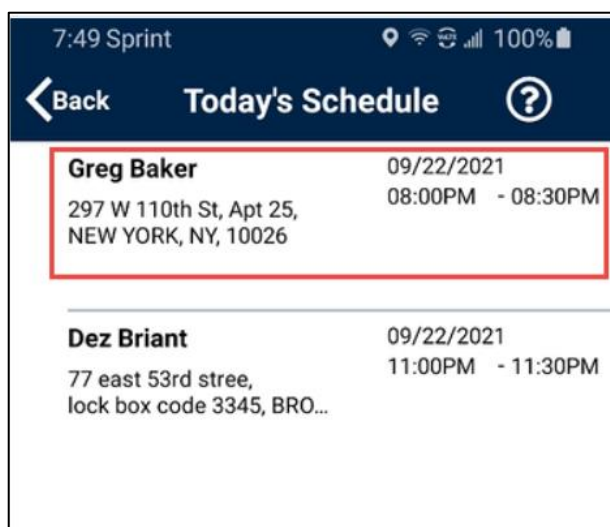 7:49 Sprint 100%
Back Today's Schedule ?
Greg Baker 09/22/2021
297 W 110th St, Apt 25, 08:00PM - 08:30PM
NEW YORK, NY, 10026
Dez Briant 09/22/2021
77 east 53rd stree, 11:00PM - 11:30PM
lock box code 3345, BRO...